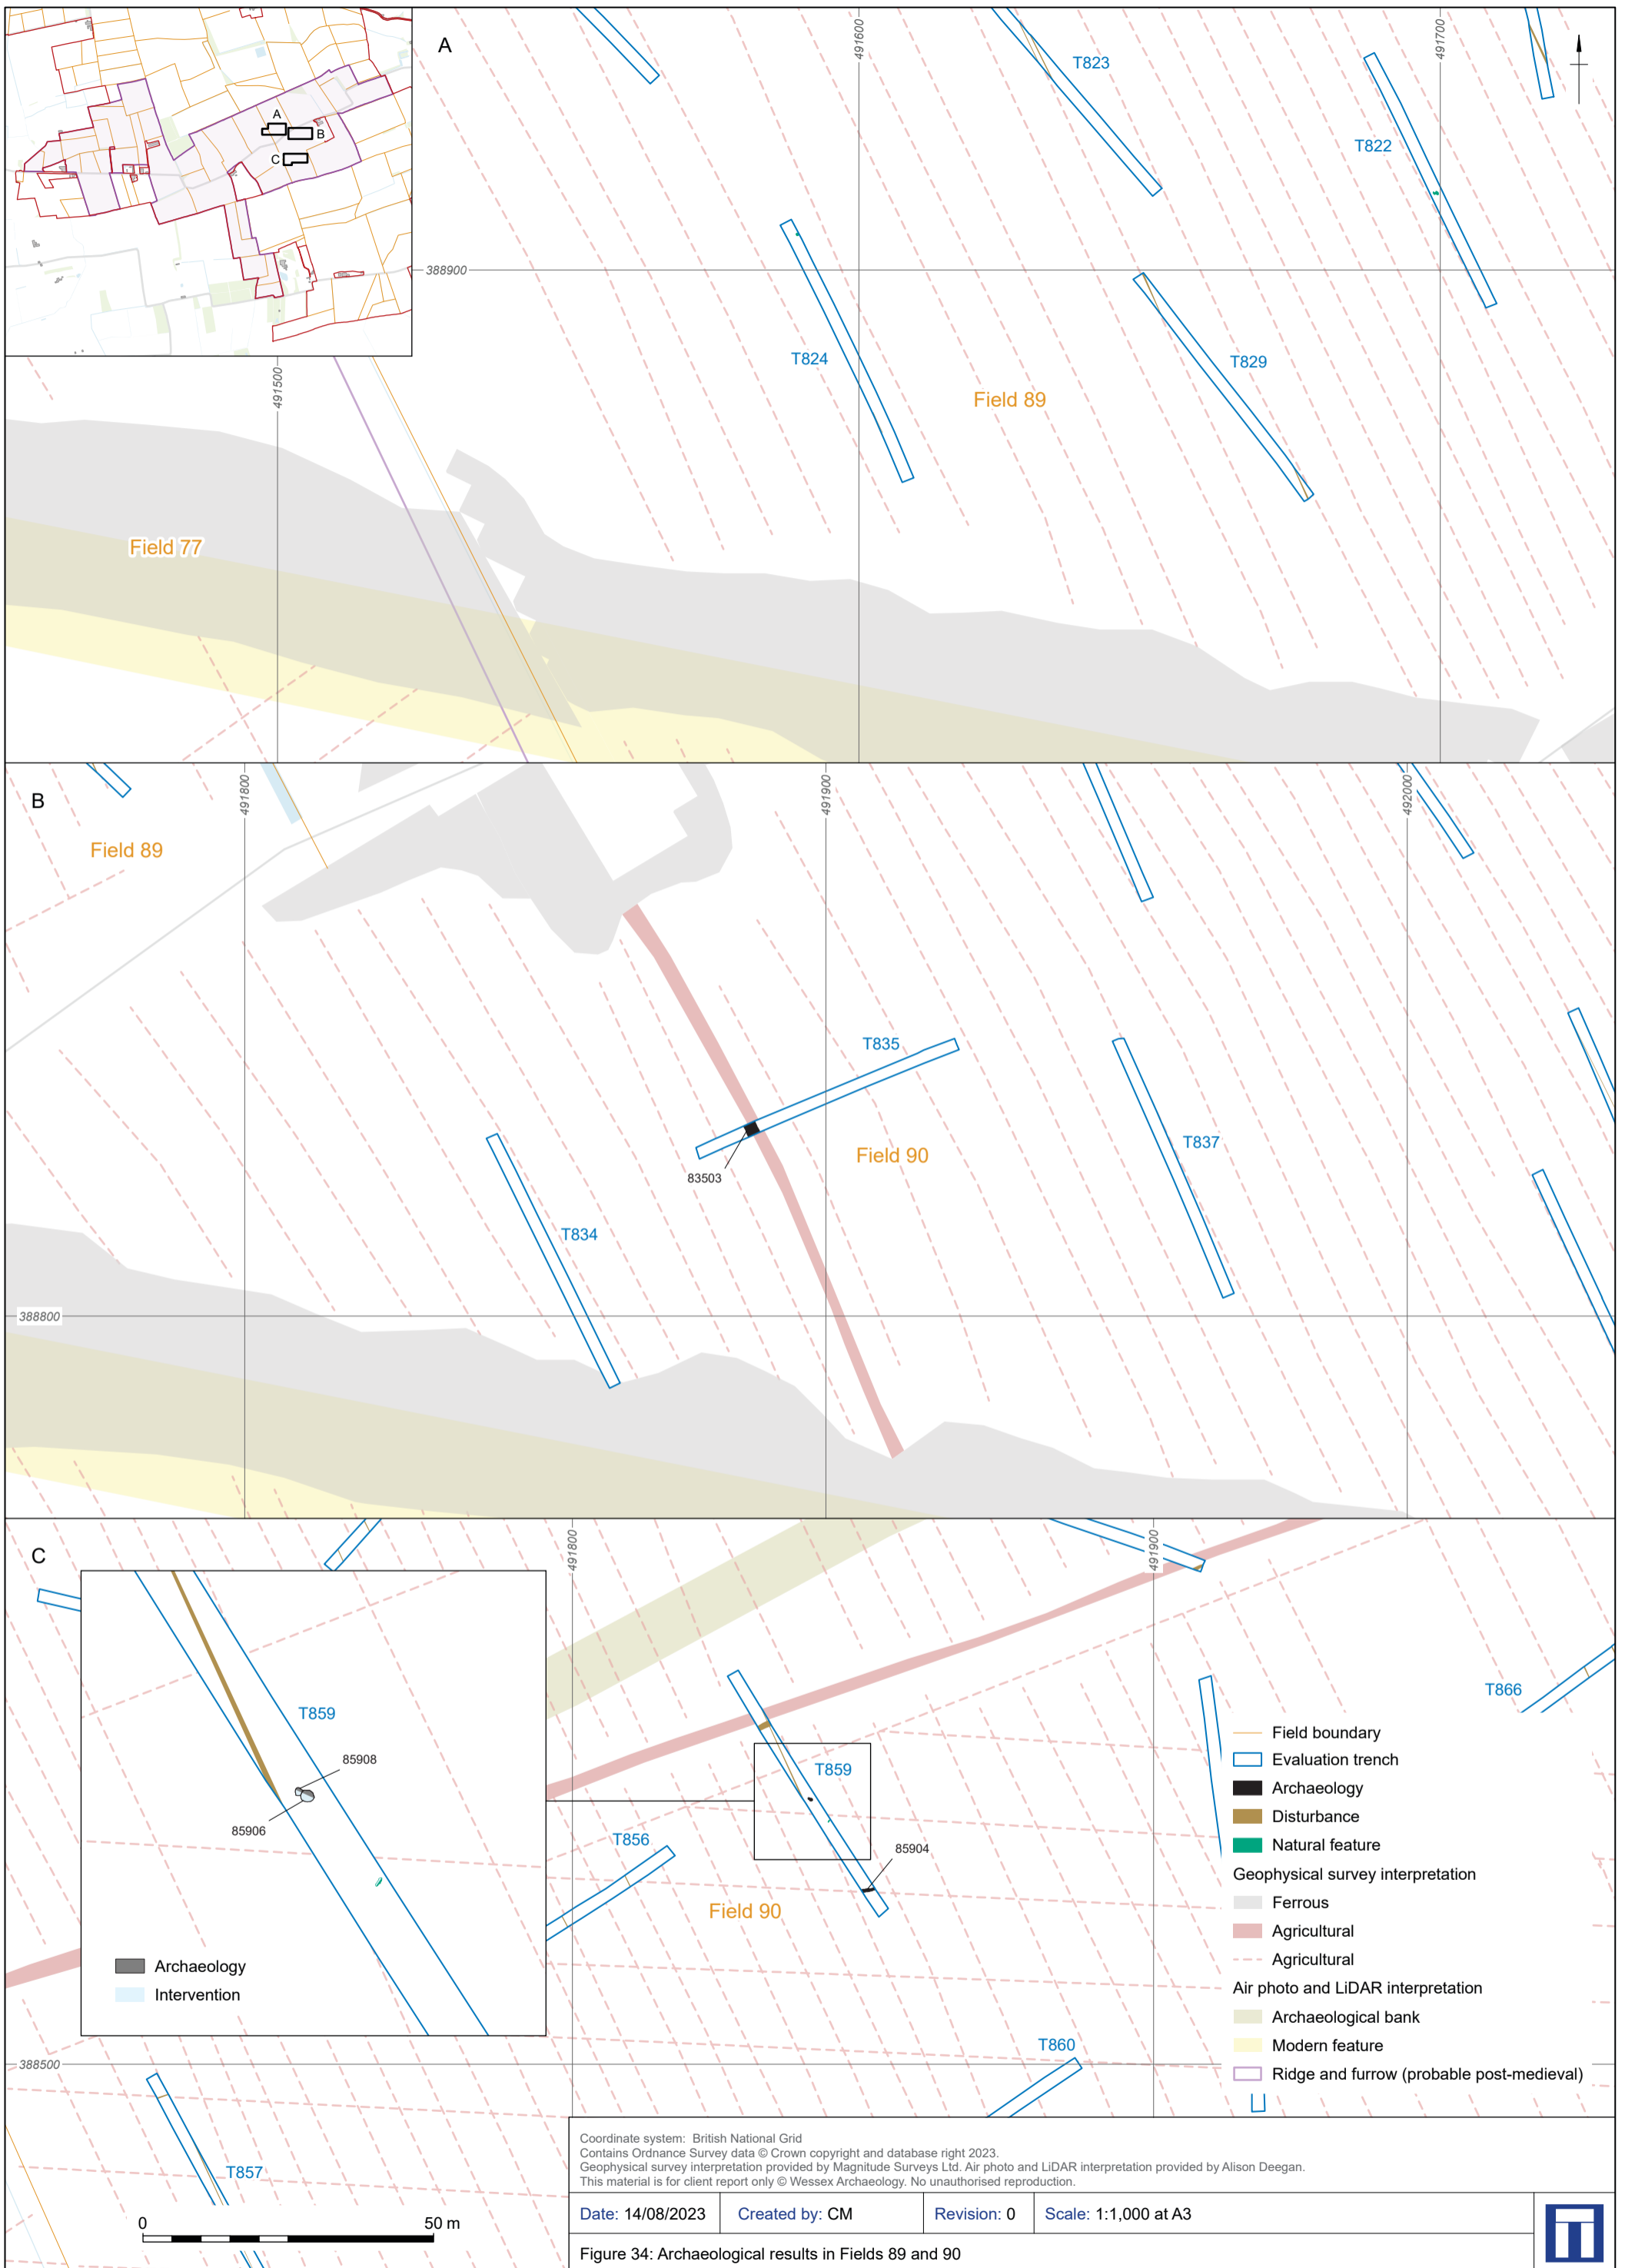 A
B
C
A
491600
491700
T823
T822
388900
T824
T829
Field 89
491500
Field 77
B
491800
491900
492000
Field 89
T835
Field 90
T837
83503
T834
388800
C
491800
491900
T859
85908
85906
Archaeology
Intervention
T866
T859
T856
85904
Field 90
Field boundary
Evaluation trench
Archaeology
Disturbance
Natural feature
Geophysical survey interpretation
Ferrous
Agricultural
Agricultural
Air photo and LiDAR interpretation
Archaeological bank
Modern feature
Ridge and furrow (probable post-medieval)
388500
T860
T857
0 50 m
Coordinate system: British National Grid
Contains Ordnance Survey data © Crown copyright and database right 2023.
Geophysical survey interpretation provided by Magnitude Surveys Ltd. Air photo and LiDAR interpretation provided by Alison Deegan.
This material is for client report only © Wessex Archaeology. No unauthorised reproduction.
Date: 14/08/2023 Created by: CM Revision: 0 Scale: 1:1,000 at A3
Figure 34: Archaeological results in Fields 89 and 90